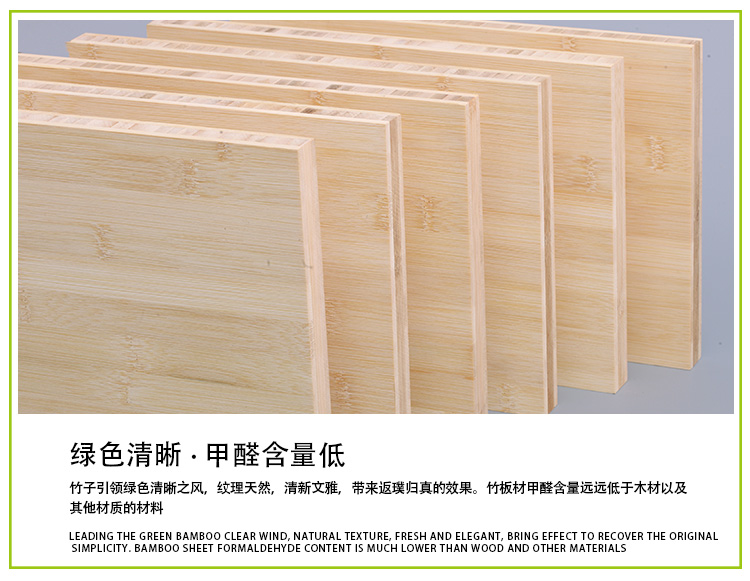 绿色清晰·甲醛含量低
竹子引领绿色清晰之风，纹理天然，清新文雅，带来返璞归真的效果。竹板材甲醛含量远远低于木材以及
其他材质的材料
LEADING THE GREEN BAMBOO CLEAR WIND, NATURAL TEXTURE, FRESH AND ELEGANT, BRING EFFECT TO RECOVER THE ORIGINAL
SIMPLICITY. BAMBOO SHEET FORMALDEHYDE CONTENT IS MUCH LOWER THAN WOOD AND OTHER MATERIALS